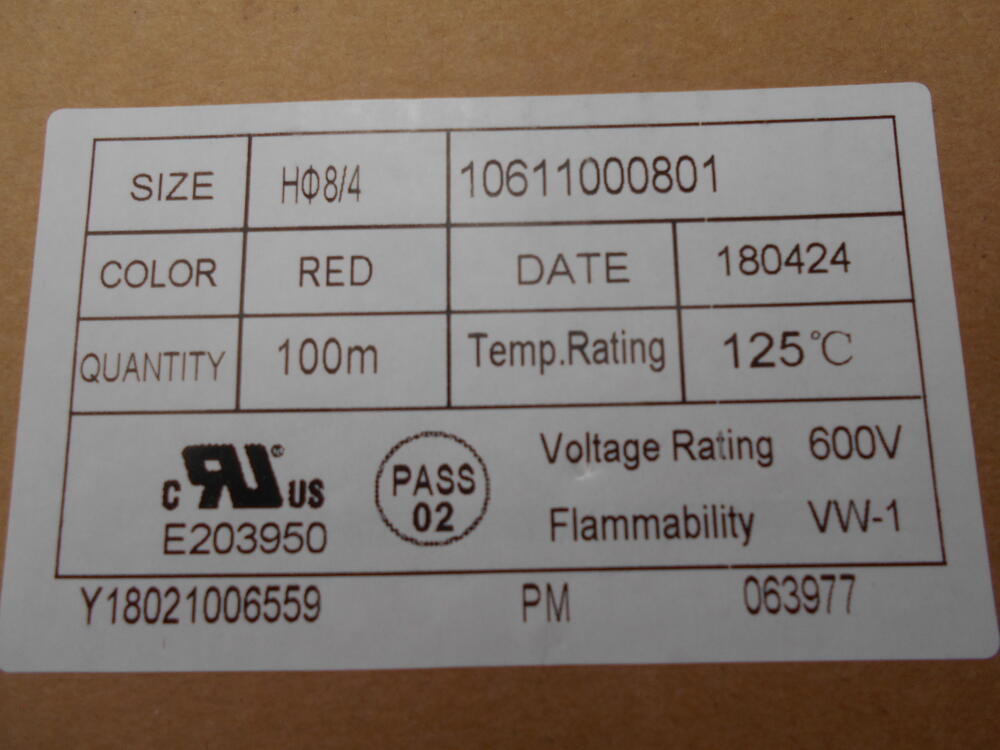 SIZE HΦ8/4 10611000801
COLOR RED DATE 180424
QUANTITY 100m Temp.Rating 125℃
Voltage Rating 600V
C RU ® US PASS
E203950 02 Flammability VW-1
Y18021006559 PM 063977